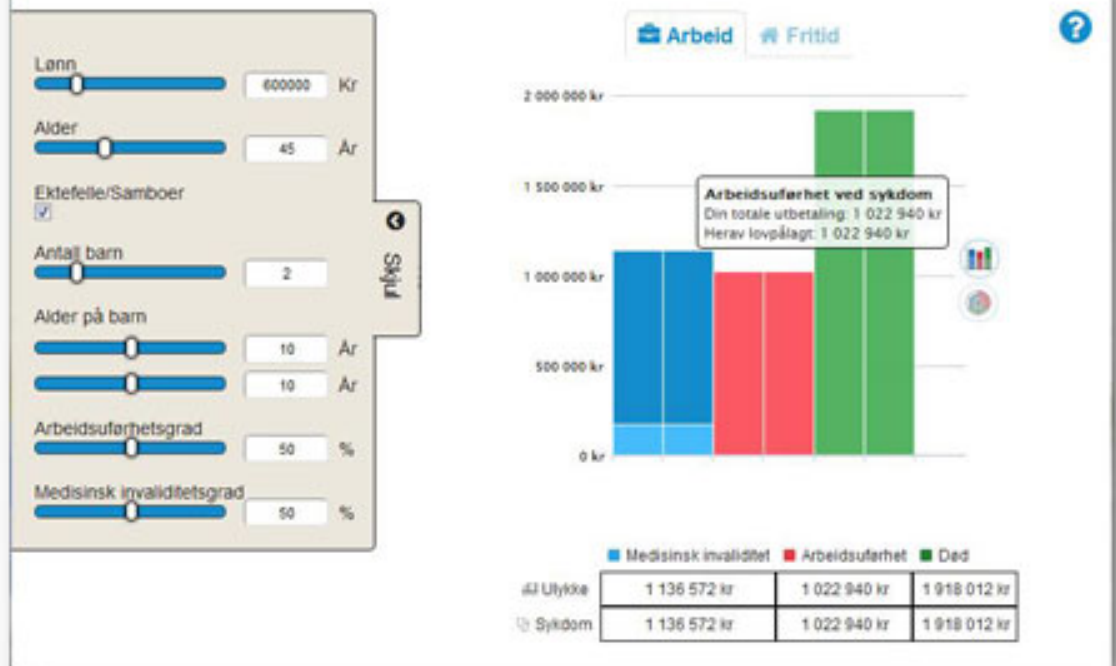 Lønn
600000 Kr
Alder
45 År
Ektefelle/Samboer
Antall barn
2
Alder på barn
10 År
10 År
Arbeidsuførhetsgrad
50 %
Medisinsk invaliditetsgrad
50 %
Skjul
Arbeid Fritid
?
2 000 000 kr
1 500 000 kr
1 000 000 kr
500 000 kr
0 kr
Arbeidsuførhet ved sykdom
Din totale utbetaling: 1 022 940 kr
Herav lovpålagt: 1 022 940 kr
Medisinsk invaliditet Arbeidsuførhet Død
Ulykke 1 136 572 kr 1 022 940 kr 1 918 012 kr
Sykdom 1 136 572 kr 1 022 940 kr 1 918 012 kr